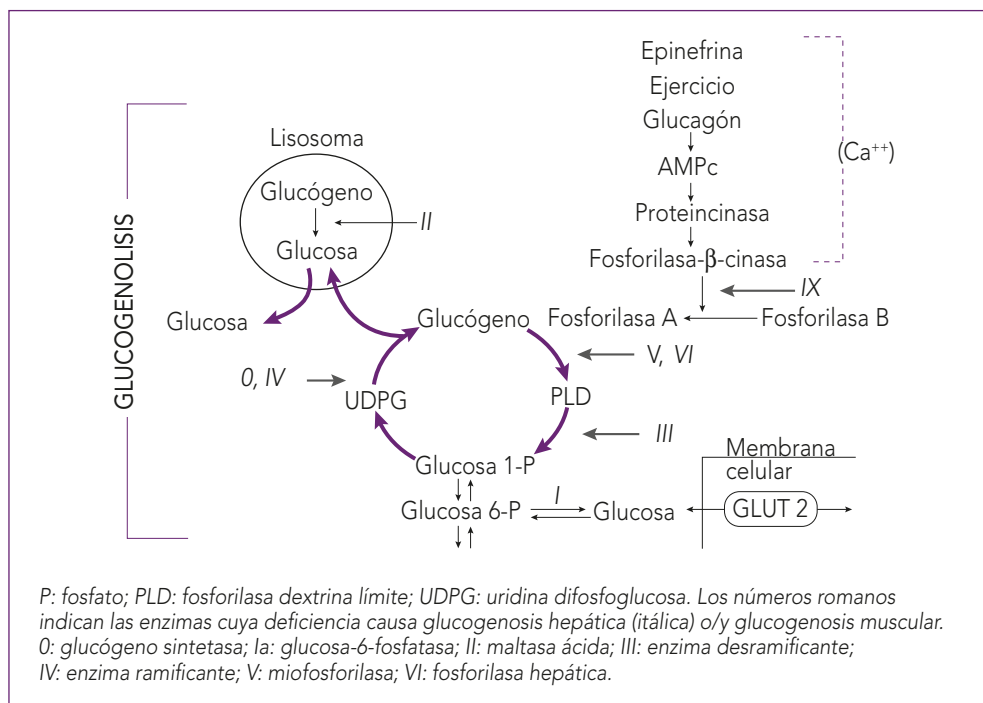 Epinefrina
Ejercicio
Glucagón
AMPc
Proteincinasa
Fosforilasa-β-cinasa
(Ca⁺⁺)
IX
Fosforilasa A
Fosforilasa B
GLUCOGENOLISIS
Lisosoma
Glucógeno
Glucosa
II
Glucosa
Glucógeno
V, VI
0, IV
UDPG
PLD
III
Glucosa 1-P
Glucosa 6-P
I
Glucosa
Membrana
celular
GLUT 2
P: fosfato; PLD: fosforilasa dextrina límite; UDPG: uridina difosfoglucosa. Los números romanos
indican las enzimas cuya deficiencia causa glucogenosis hepática (itálica) o/y glucogenosis muscular.
0: glucógeno sintetasa; Ia: glucosa-6-fosfatasa; II: maltasa ácida; III: enzima desramificante;
IV: enzima ramificante; V: miofosforilasa; VI: fosforilasa hepática.